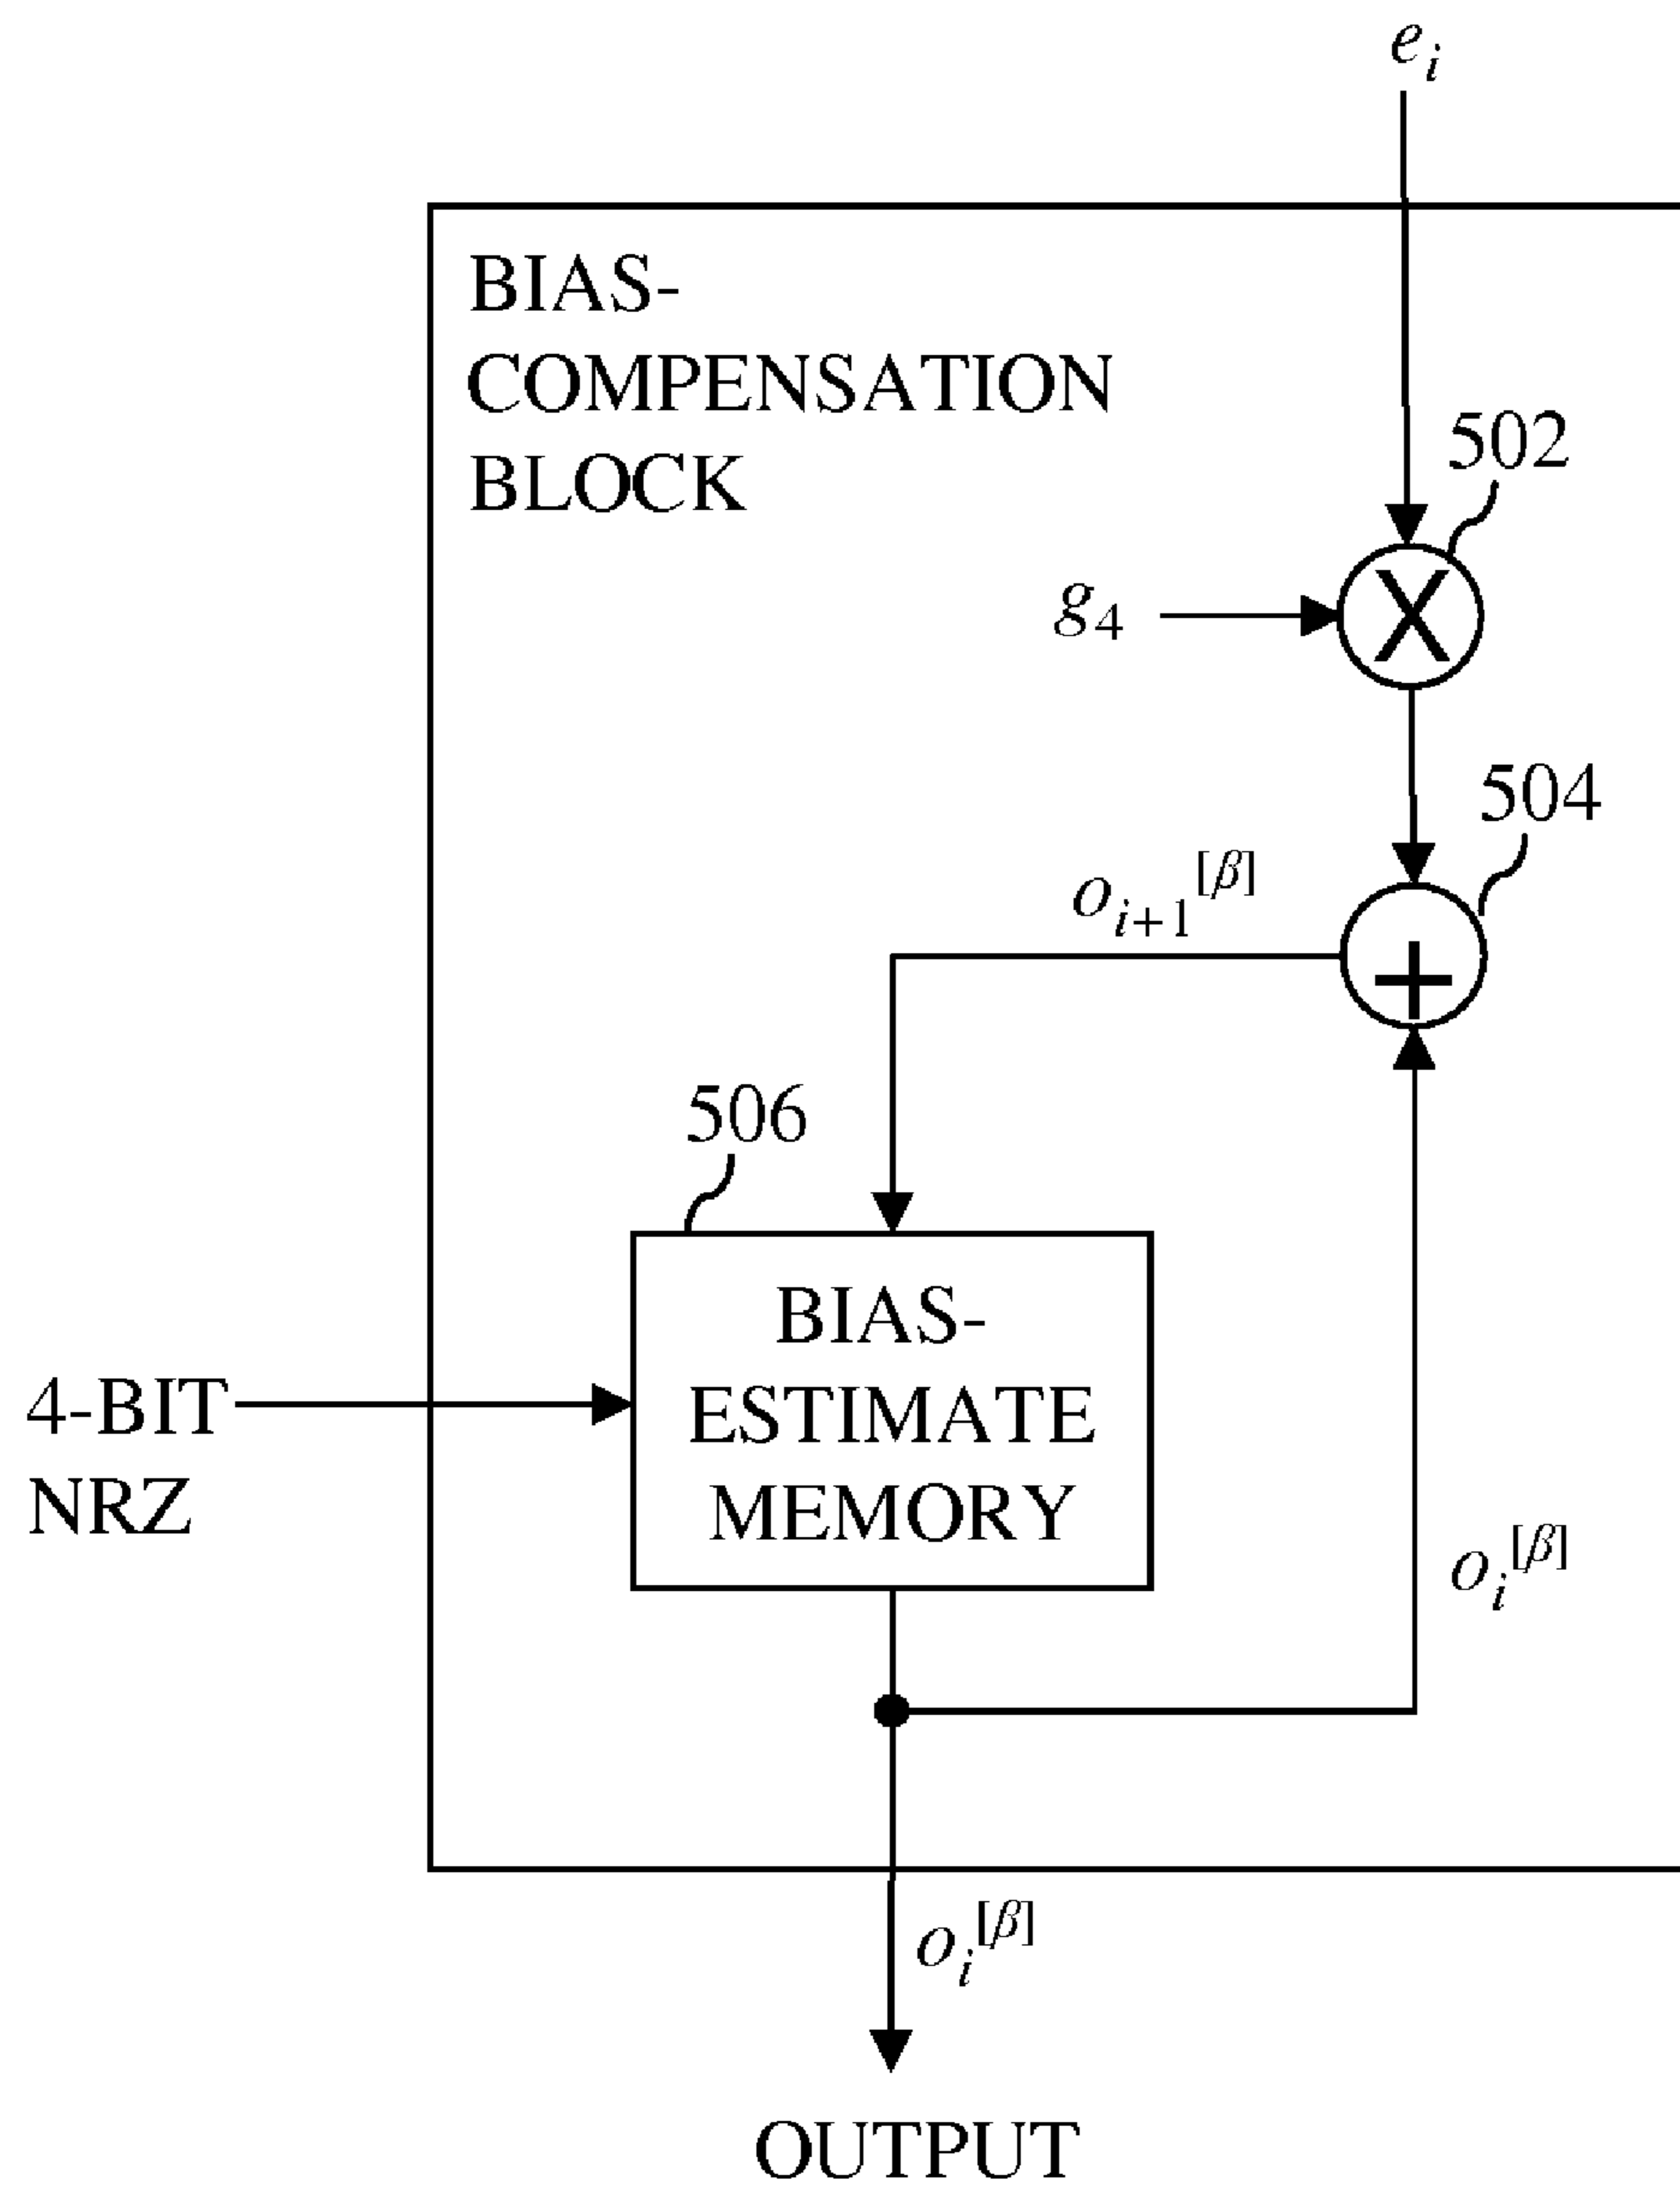 e_i
BIAS-
COMPENSATION
BLOCK
502
g_4
X
504
o_{i+1}^{[β]}
+
506
BIAS-
ESTIMATE
MEMORY
4-BIT
NRZ
o_i^{[β]}
o_i^{[β]}
OUTPUT